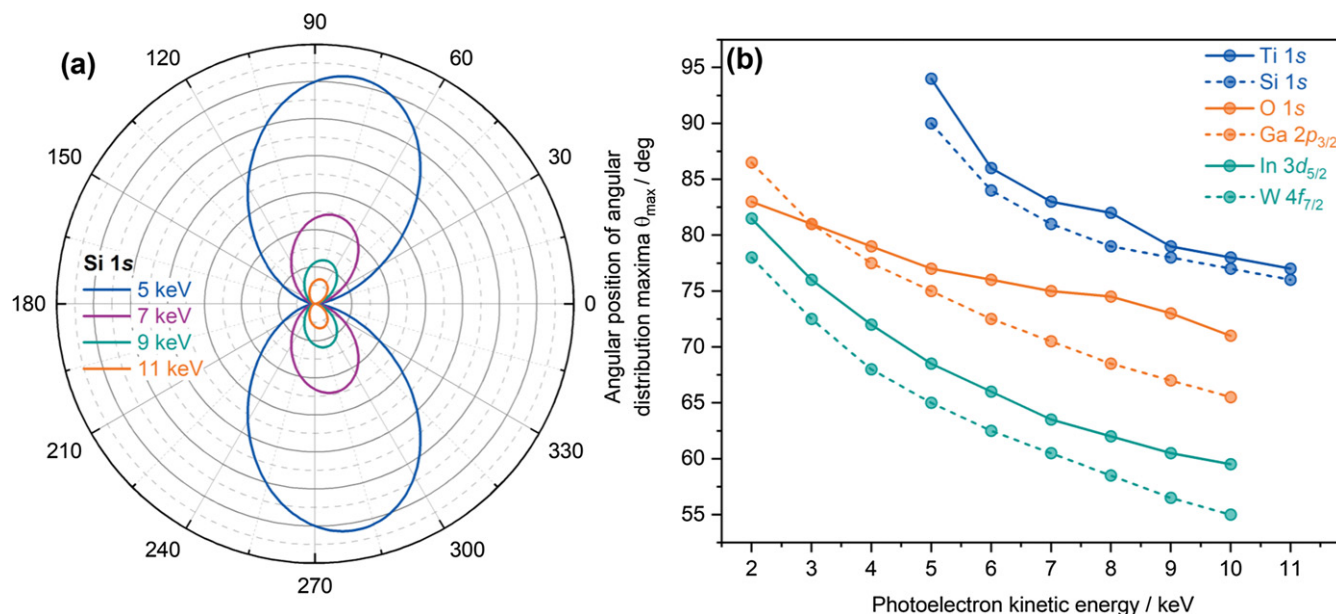 (a)
90
120
60
150
30
180
0
210
330
240
300
270
Si 1s
5 keV
7 keV
9 keV
11 keV
(b)
Ti 1s
Si 1s
O 1s
Ga 2p3/2
In 3d5/2
W 4f7/2
Angular position of angular
distribution maxima θmax / deg
95
90
85
80
75
70
65
60
55
2 3 4 5 6 7 8 9 10 11
Photoelectron kinetic energy / keV